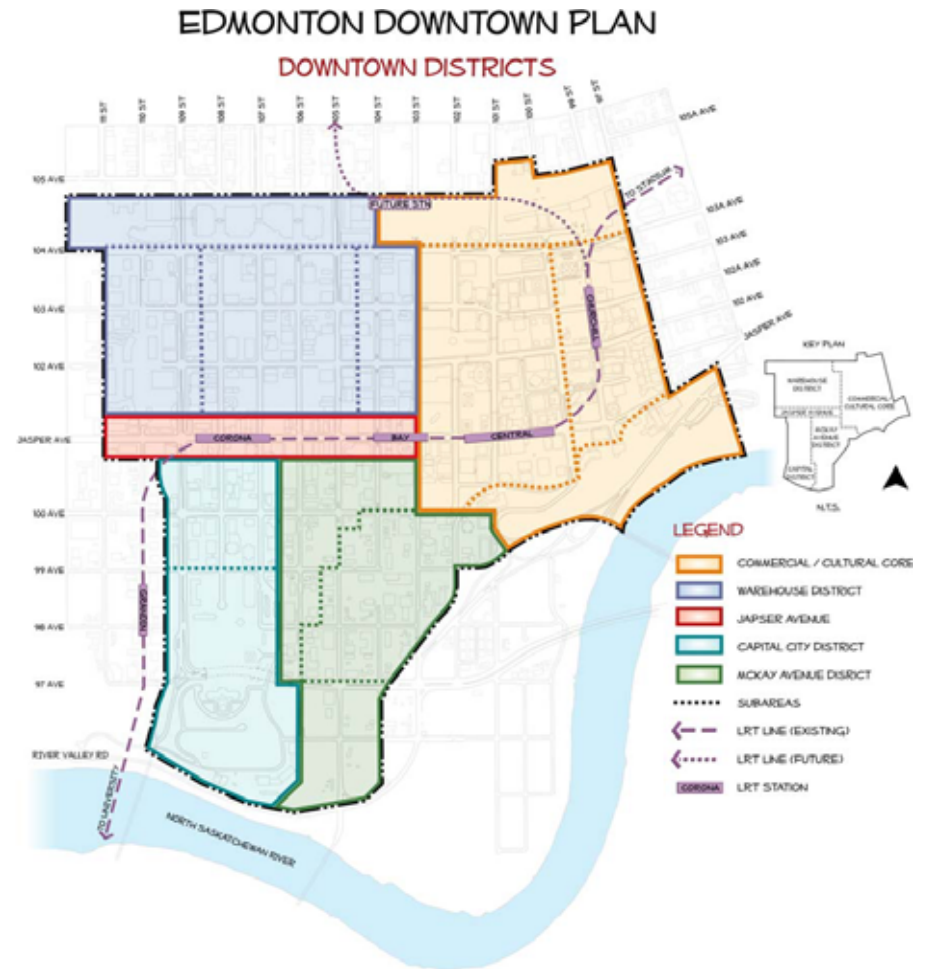 EDMONTON DOWNTOWN PLAN
DOWNTOWN DISTRICTS
111 ST
110 ST
109 ST
108 ST
107 ST
106 ST
105 ST
104 ST
103 ST
102 ST
101 ST
100 ST
99 ST
97 ST
105A AVE
105 AVE
TO STADIUM
FUTURE STN
103A AVE
104 AVE
103 AVE
102A AVE
CHURCHILL
103 AVE
102 AVE
JASPER AVE
KEY PLAN
102 AVE
WAREHOUSE
DISTRICT
COMMERCIAL
CULTURAL CORE
JASPER AVENUE
MCKAY
AVENUE
DISTRICT
CAPITAL
DISTRICT
N.T.S.
JASPER AVE
CORONA
BAY
CENTRAL
100 AVE
99 AVE
GRANDIN
98 AVE
97 AVE
RIVER VALLEY RD
TO UNIVERSITY
NORTH SASKATCHEWAN RIVER
LEGEND
COMMERCIAL / CULTURAL CORE
WAREHOUSE DISTRICT
JAPSER AVENUE
CAPITAL CITY DISTRICT
MCKAY AVENUE DISRICT
SUBAREAS
LRT LINE (EXISTING)
LRT LINE (FUTURE)
CORONA
LRT STATION